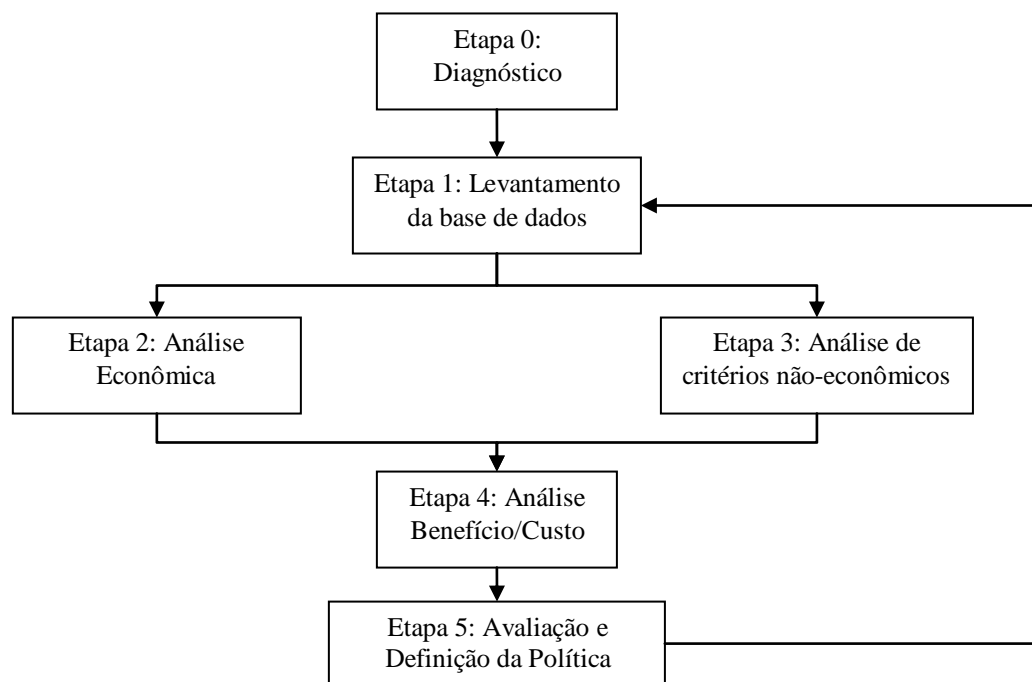 Etapa 0:
Diagnóstico
Etapa 1: Levantamento
da base de dados
Etapa 2: Análise
Econômica
Etapa 3: Análise de
critérios não-econômicos
Etapa 4: Análise
Benefício/Custo
Etapa 5: Avaliação e
Definição da Política